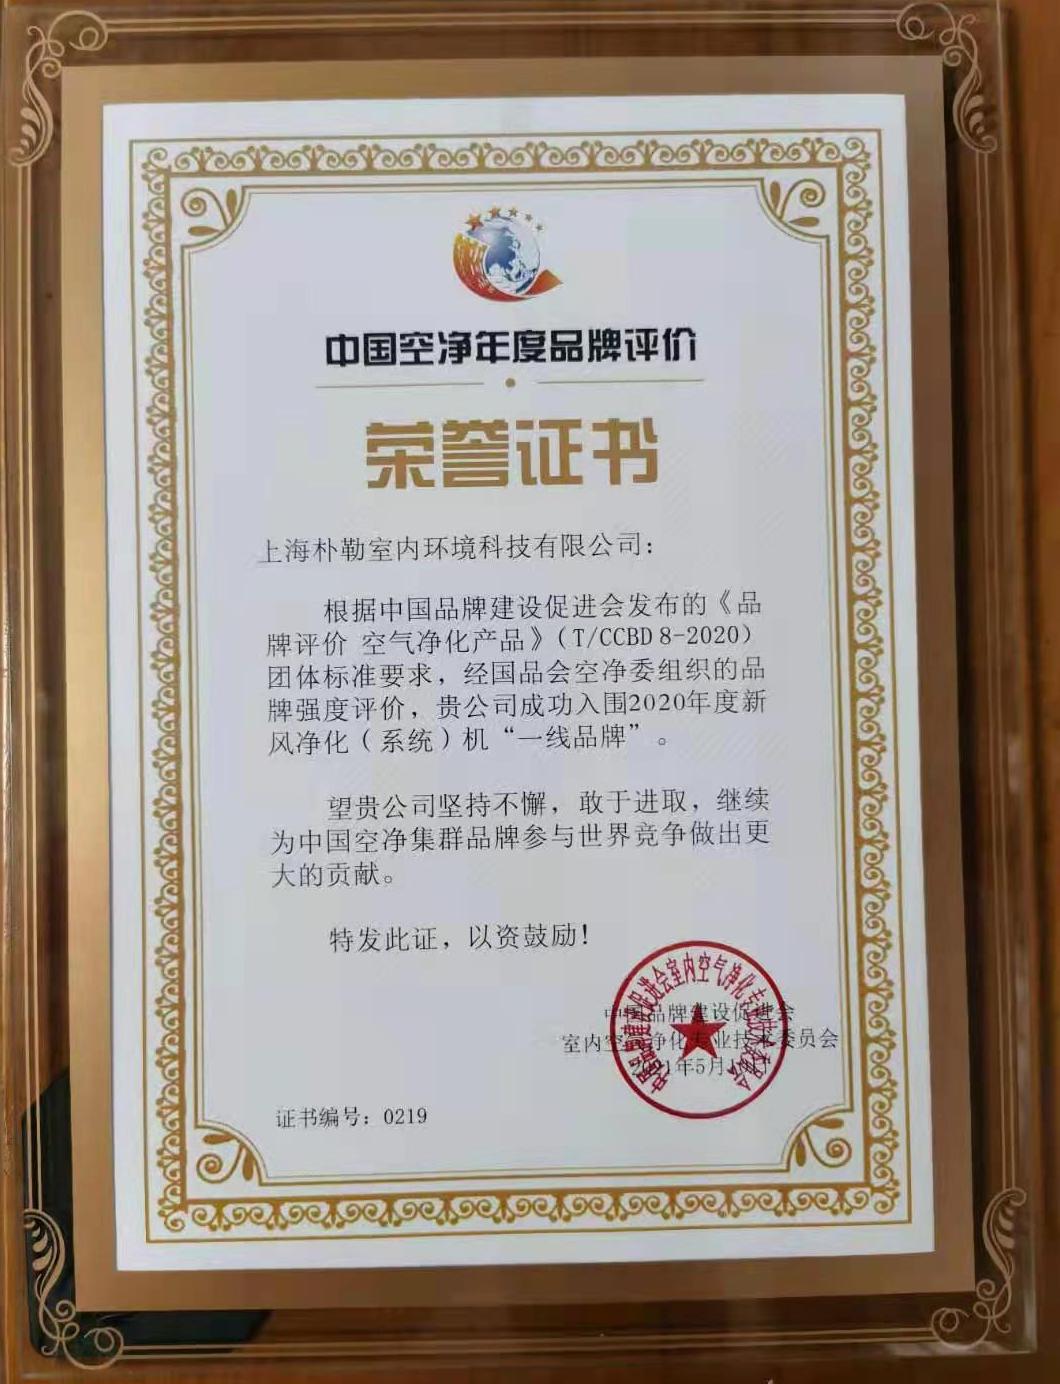 中国空净年度品牌评价
荣誉证书
上海朴勒室内环境科技有限公司：
根据中国品牌建设促进会发布的《品
牌评价 空气净化产品》（T/CCBD 8-2020）
团体标准要求，经国品会空净委组织的品
牌强度评价，贵公司成功入围2020年度新
风净化（系统）机“一线品牌”。
望贵公司坚持不懈，敢于进取，继续
为中国空净集群品牌参与世界竞争做出更
大的贡献。
特发此证，以资鼓励！
中国品牌建设促进会
室内空气净化专业技术委员会
2021年5月
证书编号：0219